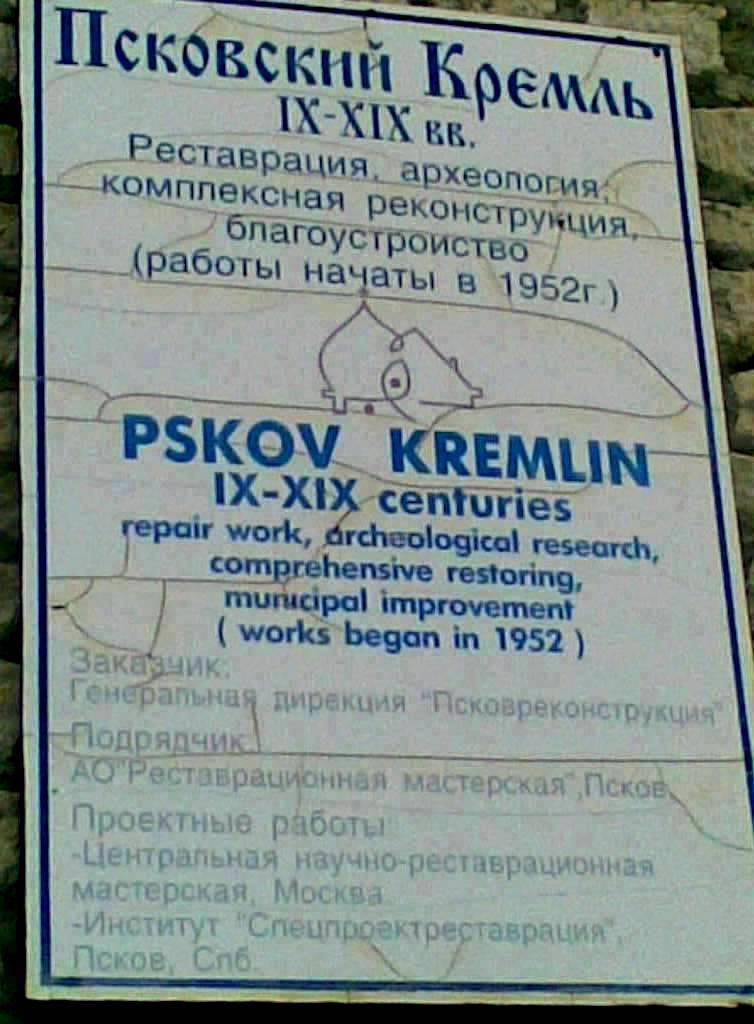 Псковский Кремль
IX-XIX вв.
Реставрация, археология,
комплексная реконструкция,
благоустройство
(работы начаты в 1952г.)
PSKOV KREMLIN
IX-XIX centuries
repair work, archeological research,
comprehensive restoring,
municipal improvement
( works began in 1952 )
Заказчик:
Генеральная дирекция "Псковреконструкция"
Подрядчик:
АО"Реставрационная мастерская",Псков
Проектные работы:
-Центральная научно-реставрационная
мастерская, Москва
-Институт "Спецпроектреставрация",
Псков, Спб.